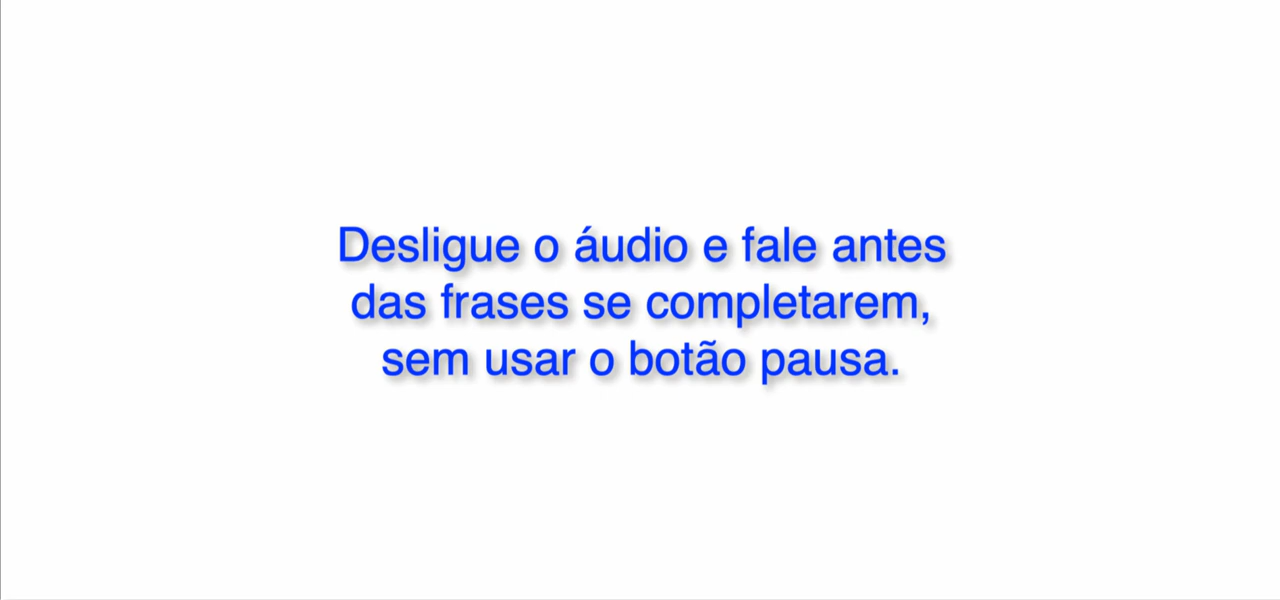 Desligue o áudio e fale antes
das frases se completarem,
sem usar o botão pausa.